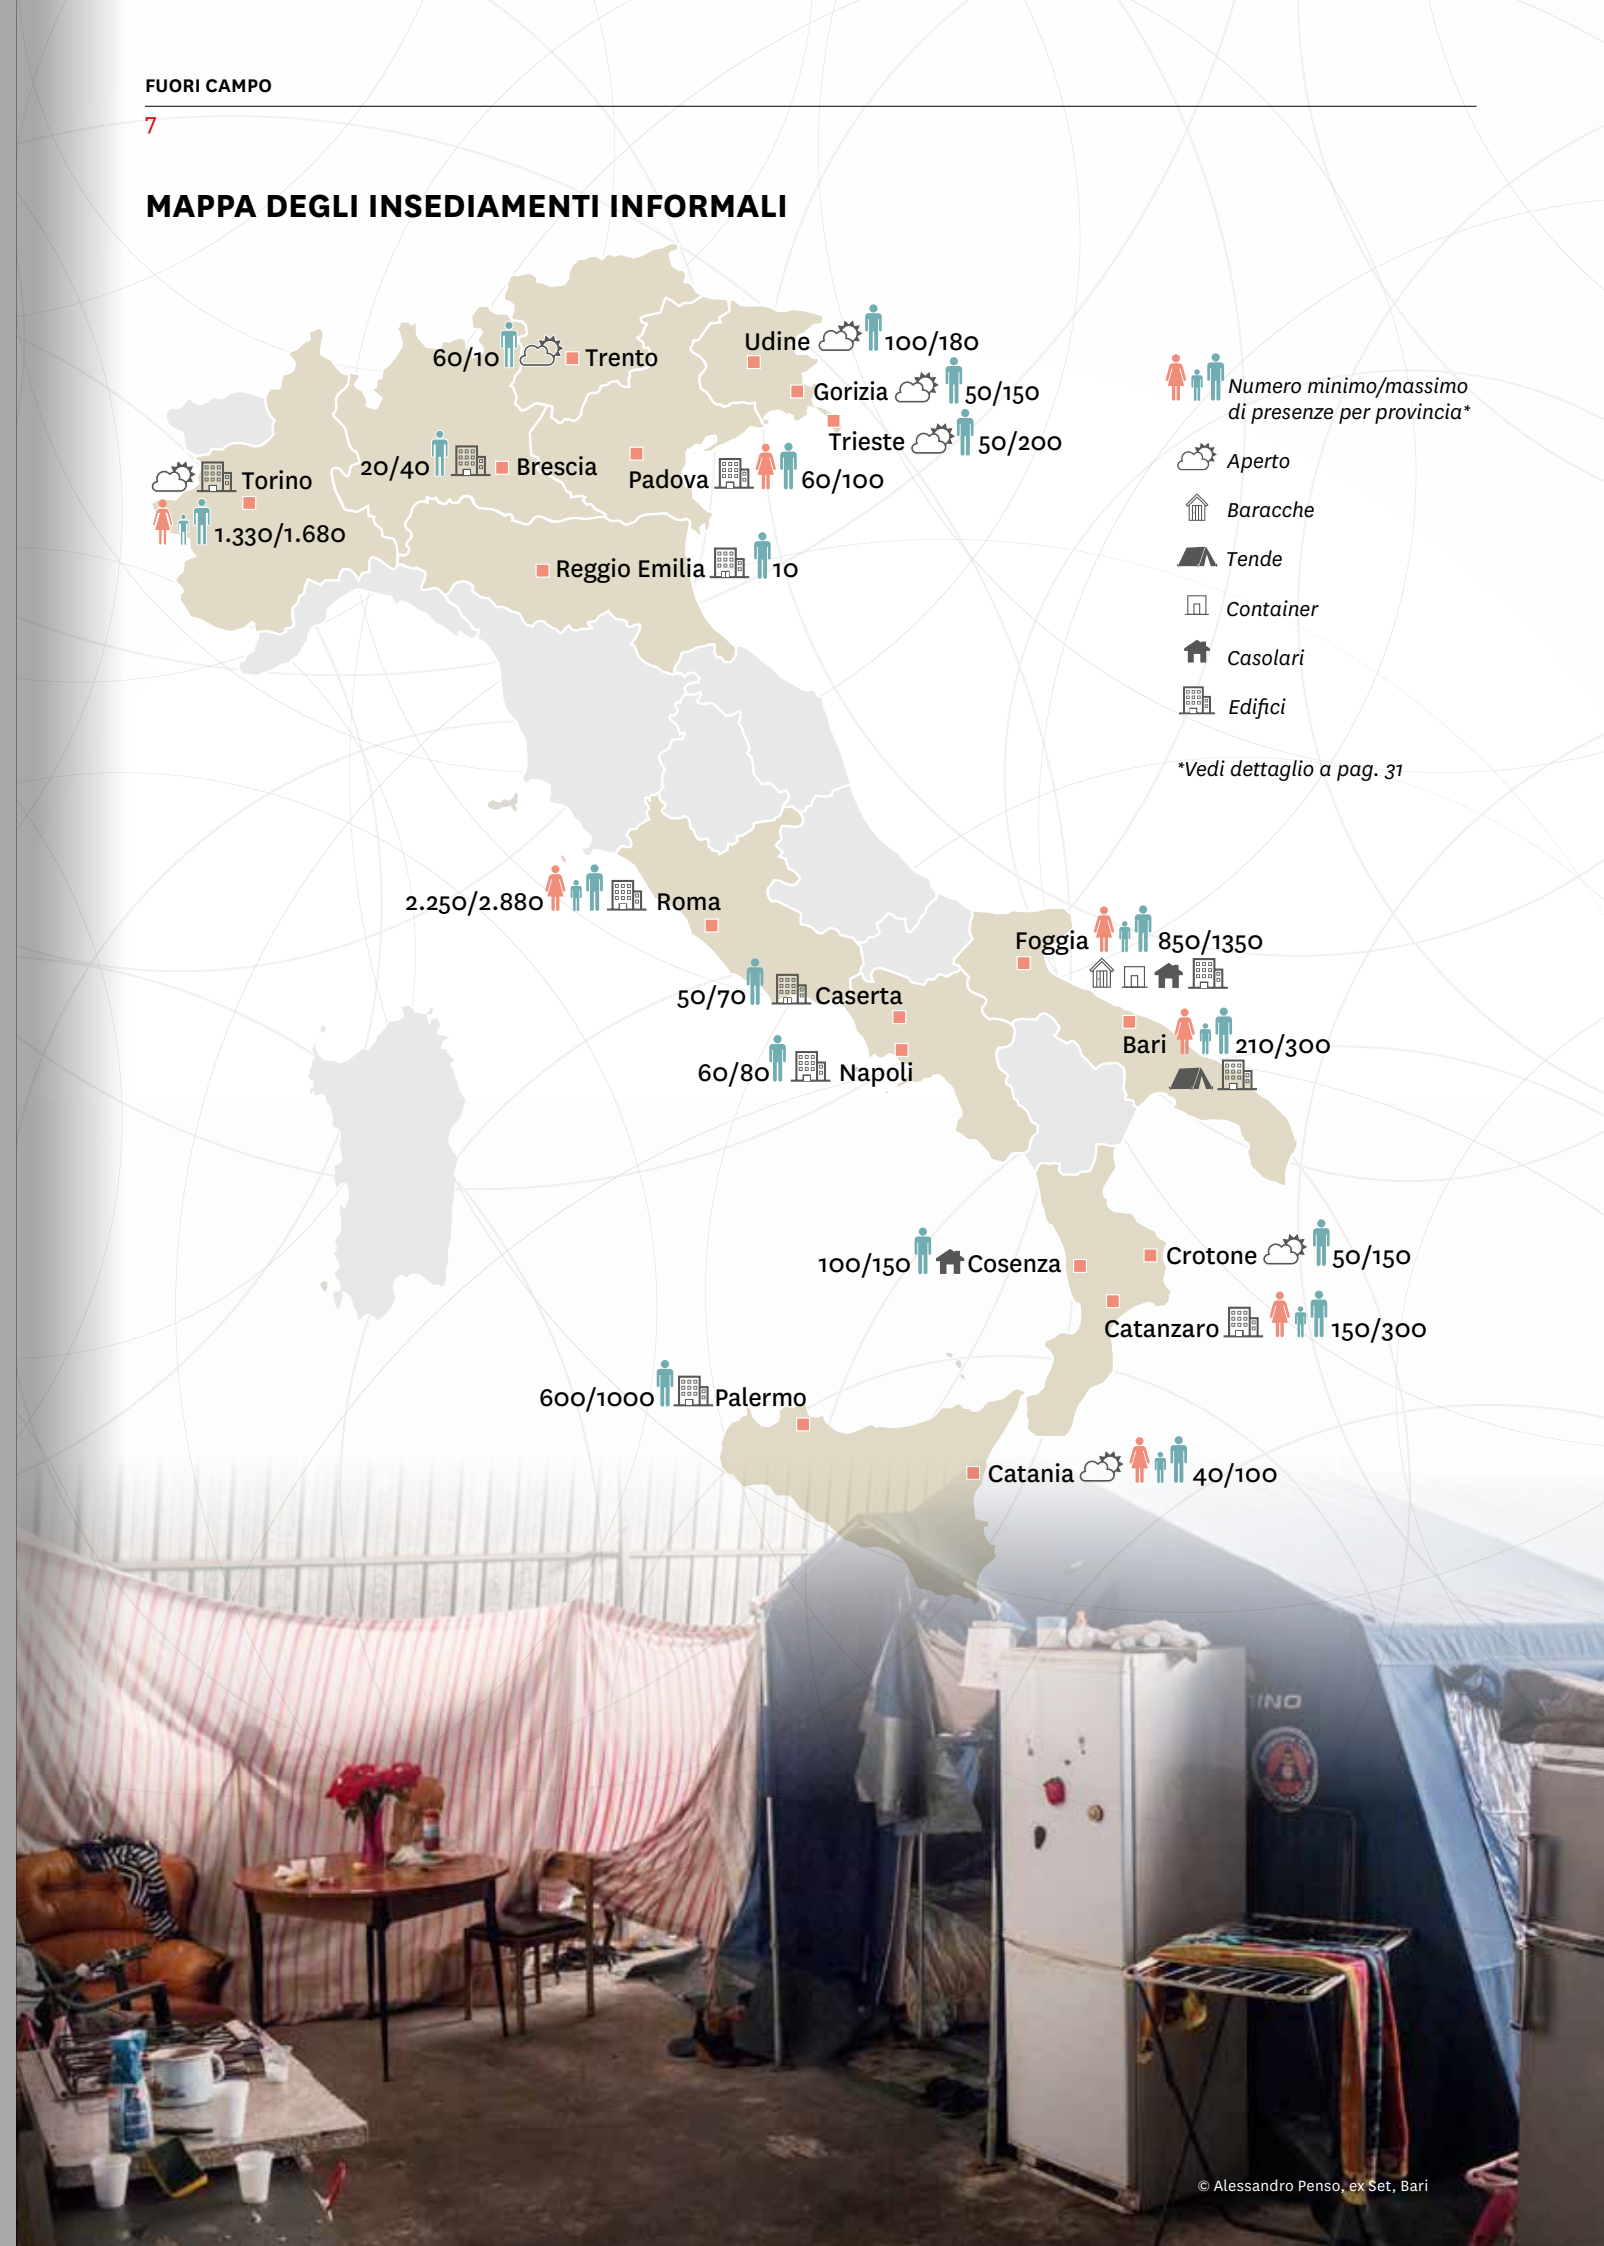 FUORI CAMPO
7
MAPPA DEGLI INSEDIAMENTI INFORMALI
60/10 Trento
Udine 100/180
Gorizia 50/150
Trieste 50/200
20/40 Brescia
Padova 60/100
Torino
1.330/1.680
Reggio Emilia 10
Numero minimo/massimo
di presenze per provincia*
Aperto
Baracche
Tende
Container
Casolari
Edifici
*Vedi dettaglio a pag. 31
2.250/2.880 Roma
Foggia 850/1350
50/70 Caserta
Bari 210/300
60/80 Napoli
100/150 Cosenza
Crotone 50/150
Catanzaro 150/300
600/1000 Palermo
Catania 40/100
INO
© Alessandro Penso, ex Set, Bari